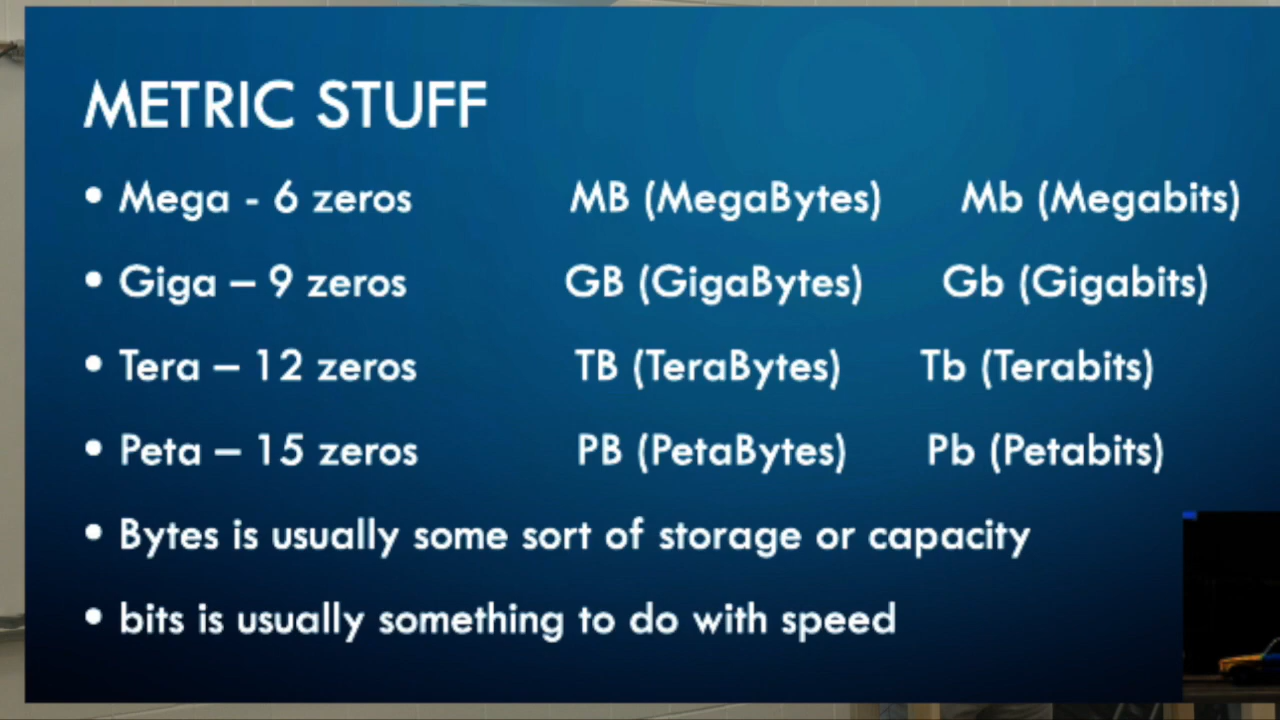 METRIC STUFF
• Mega - 6 zeros MB (MegaBytes) Mb (Megabits)
• Giga – 9 zeros GB (GigaBytes) Gb (Gigabits)
• Tera – 12 zeros TB (TeraBytes) Tb (Terabits)
• Peta – 15 zeros PB (PetaBytes) Pb (Petabits)
• Bytes is usually some sort of storage or capacity
• bits is usually something to do with speed